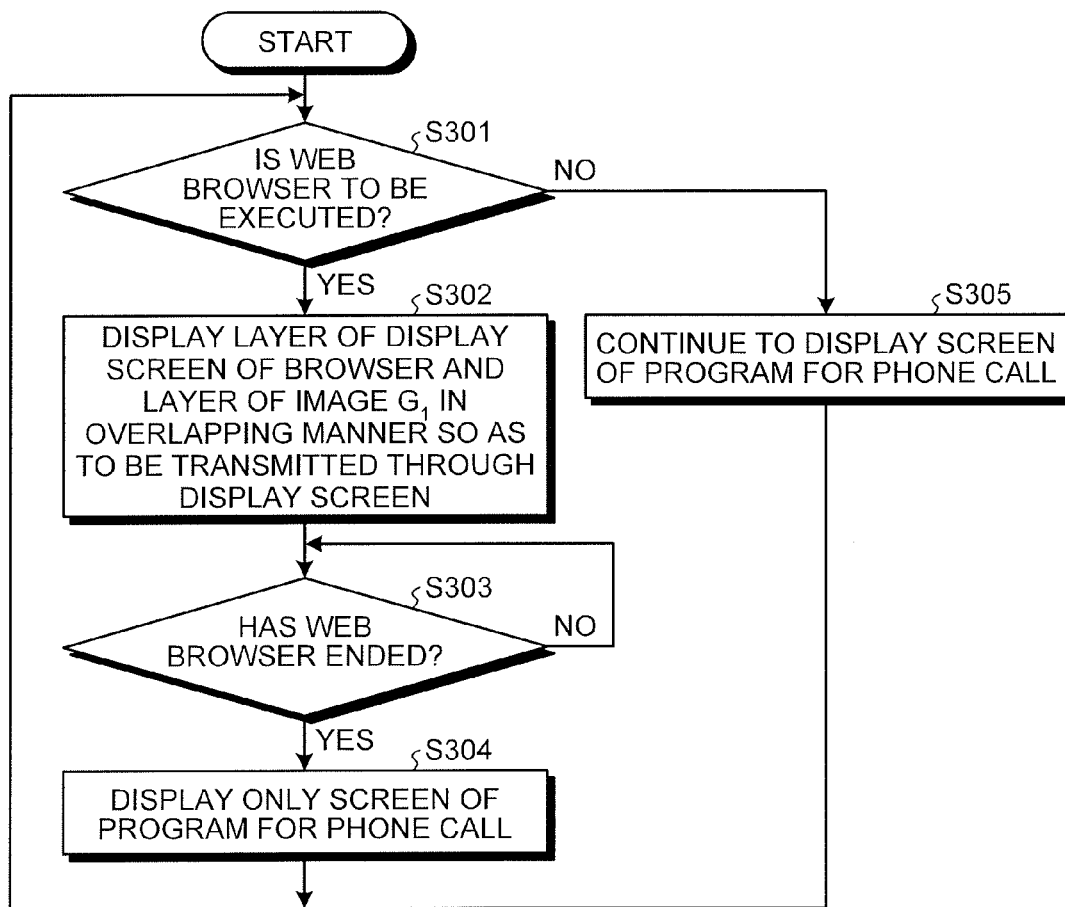 START
S301
IS WEB
BROWSER TO BE
EXECUTED?
NO
YES
S302
DISPLAY LAYER OF DISPLAY
SCREEN OF BROWSER AND
LAYER OF IMAGE G₁ IN
OVERLAPPING MANNER SO AS
TO BE TRANSMITTED THROUGH
DISPLAY SCREEN
S305
CONTINUE TO DISPLAY SCREEN
OF PROGRAM FOR PHONE CALL
S303
HAS WEB
BROWSER ENDED?
NO
YES
S304
DISPLAY ONLY SCREEN OF
PROGRAM FOR PHONE CALL